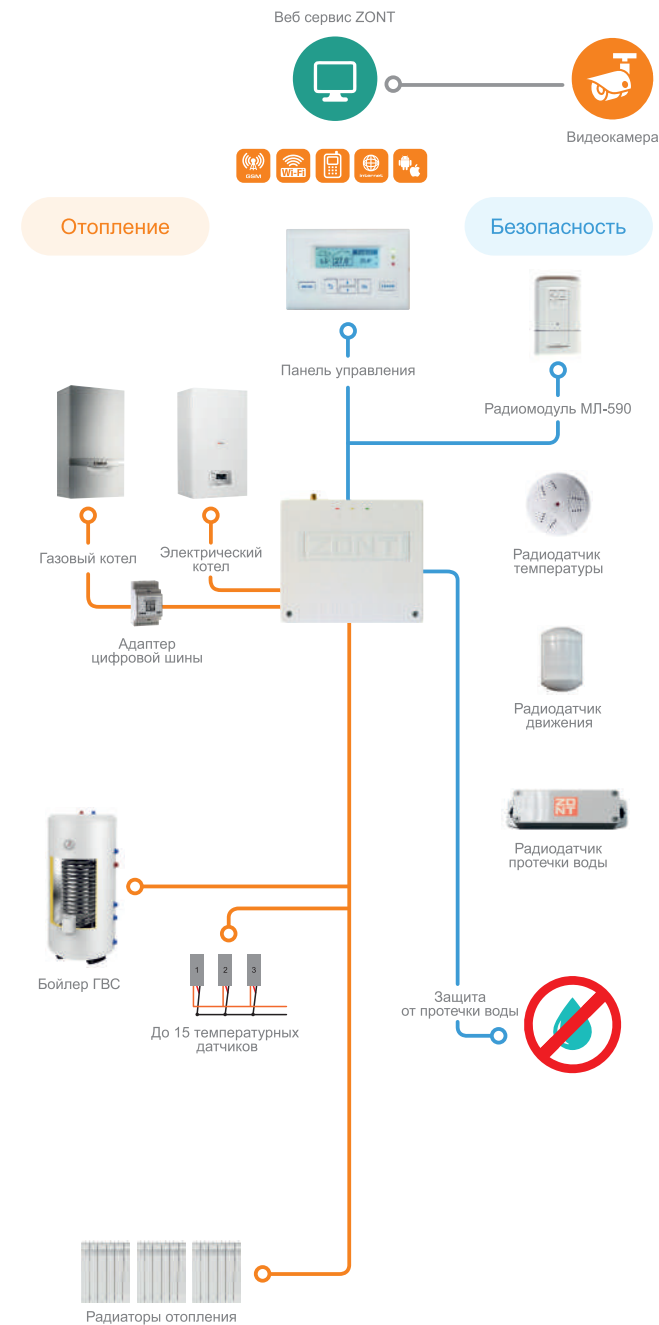 Веб сервис ZONT
Видеокамера
GSM
Wi-Fi
Internet
Отопление
Безопасность
Панель управления
Радиомодуль МЛ-590
ZONT
Газовый котел
Электрический
котел
Адаптер
цифровой шины
Радиодатчик
температуры
Радиодатчик
движения
ZO
NT
Радиодатчик
протечки воды
Бойлер ГВС
1 2 3
До 15 температурных
датчиков
Защита
от протечки воды
Радиаторы отопления